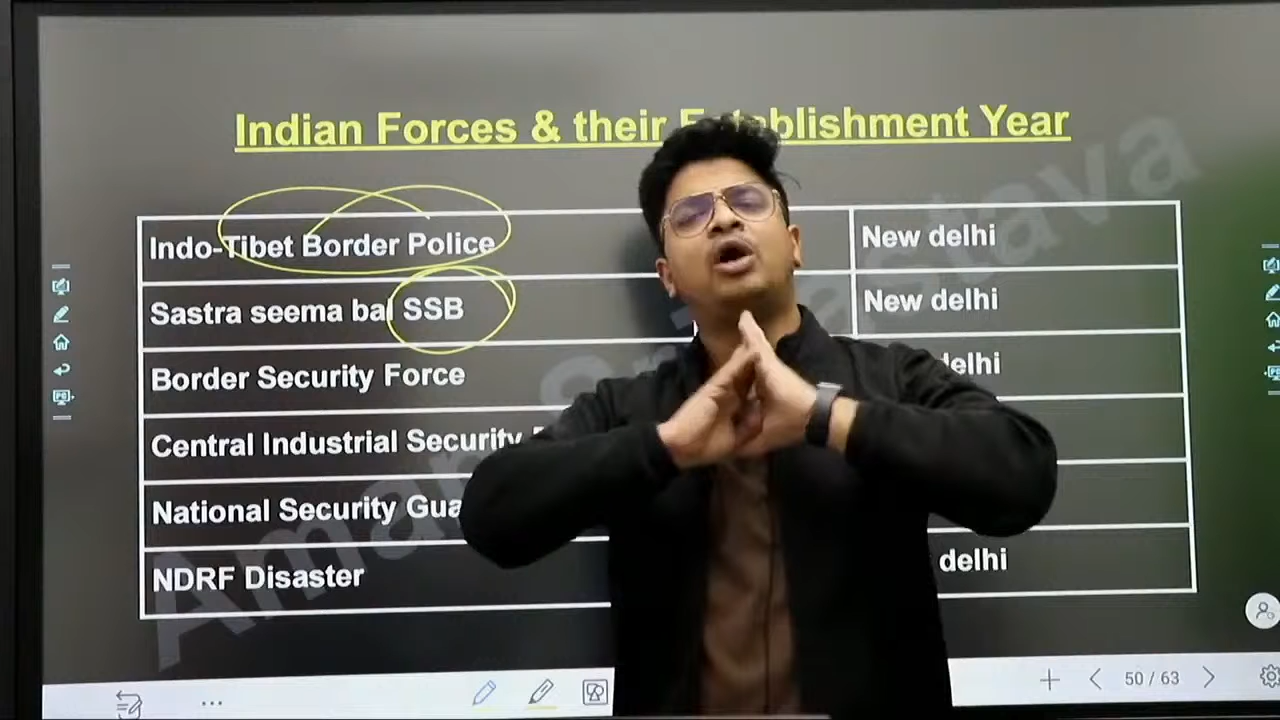 Indian Forces & their Establishment Year
Indo-Tibet Border Police New delhi
Sastra seema bal SSB New delhi
Border Security Force delhi
Central Industrial Security
National Security Gua
NDRF Disaster delhi
50 / 63